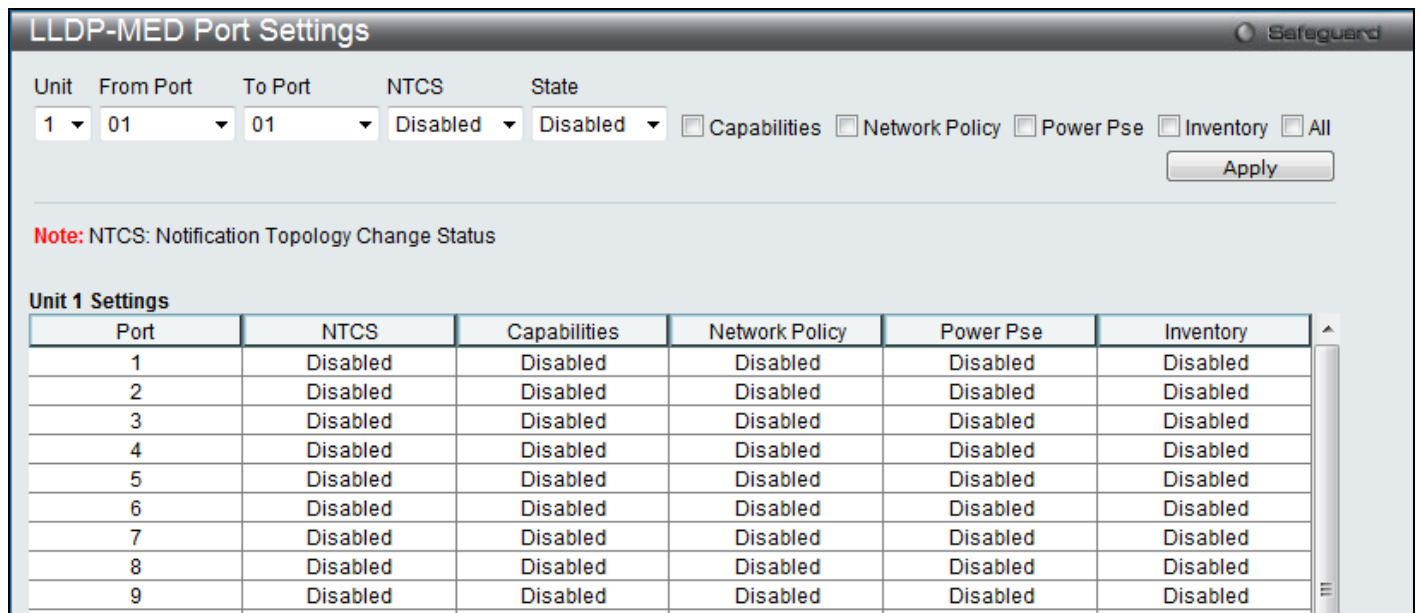 LLDP-MED Port Settings
Safeguard
Unit From Port To Port NTCS State
1 01 01 Disabled Disabled Capabilities Network Policy Power Pse Inventory All
Apply
Note: NTCS: Notification Topology Change Status
Unit 1 Settings
Port NTCS Capabilities Network Policy Power Pse Inventory
1 Disabled Disabled Disabled Disabled Disabled
2 Disabled Disabled Disabled Disabled Disabled
3 Disabled Disabled Disabled Disabled Disabled
4 Disabled Disabled Disabled Disabled Disabled
5 Disabled Disabled Disabled Disabled Disabled
6 Disabled Disabled Disabled Disabled Disabled
7 Disabled Disabled Disabled Disabled Disabled
8 Disabled Disabled Disabled Disabled Disabled
9 Disabled Disabled Disabled Disabled Disabled